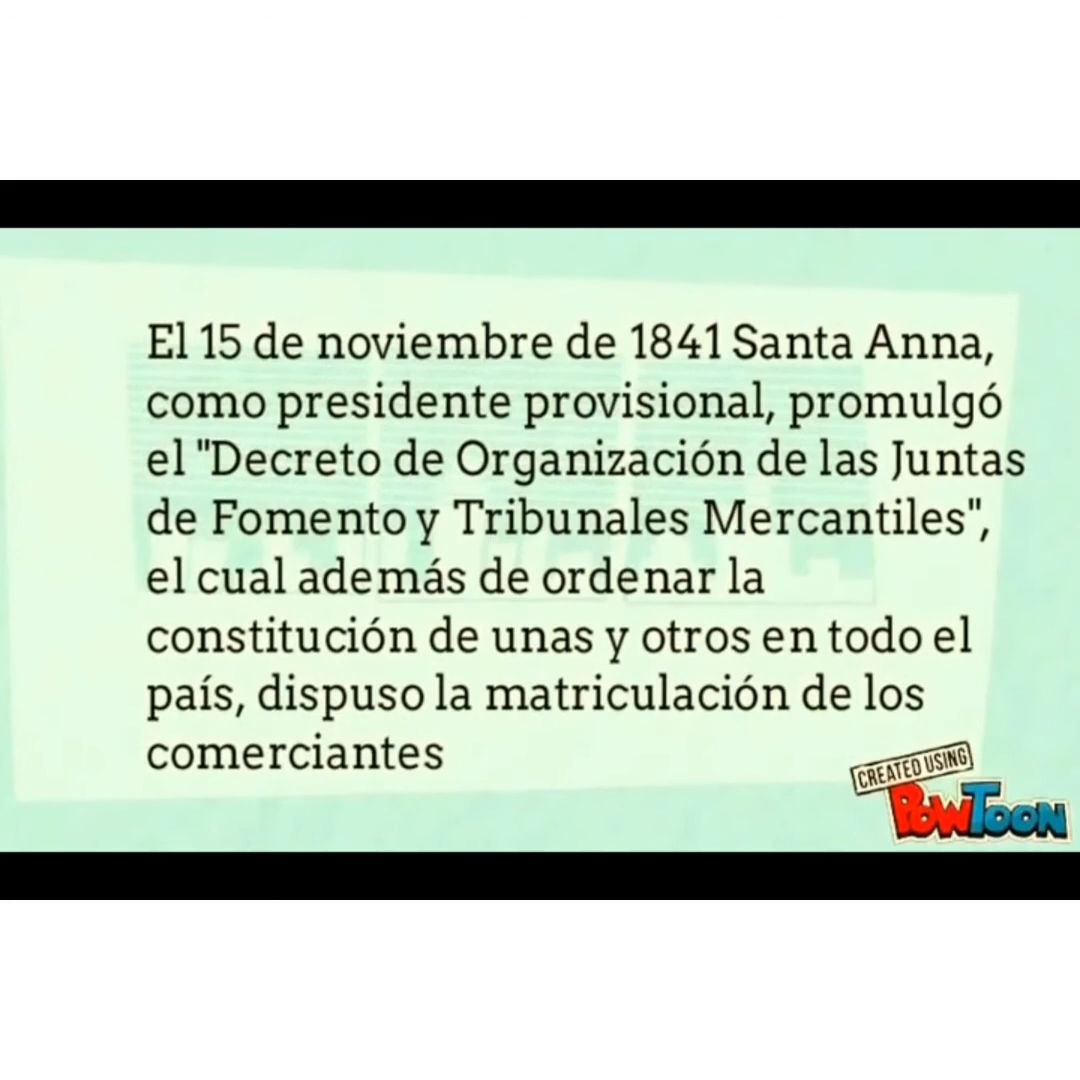 El 15 de noviembre de 1841 Santa Anna,
como presidente provisional, promulgó
el "Decreto de Organización de las Juntas
de Fomento y Tribunales Mercantiles",
el cual además de ordenar la
constitución de unas y otros en todo el
país, dispuso la matriculación de los
comerciantes
CREATED USING
POWTOON